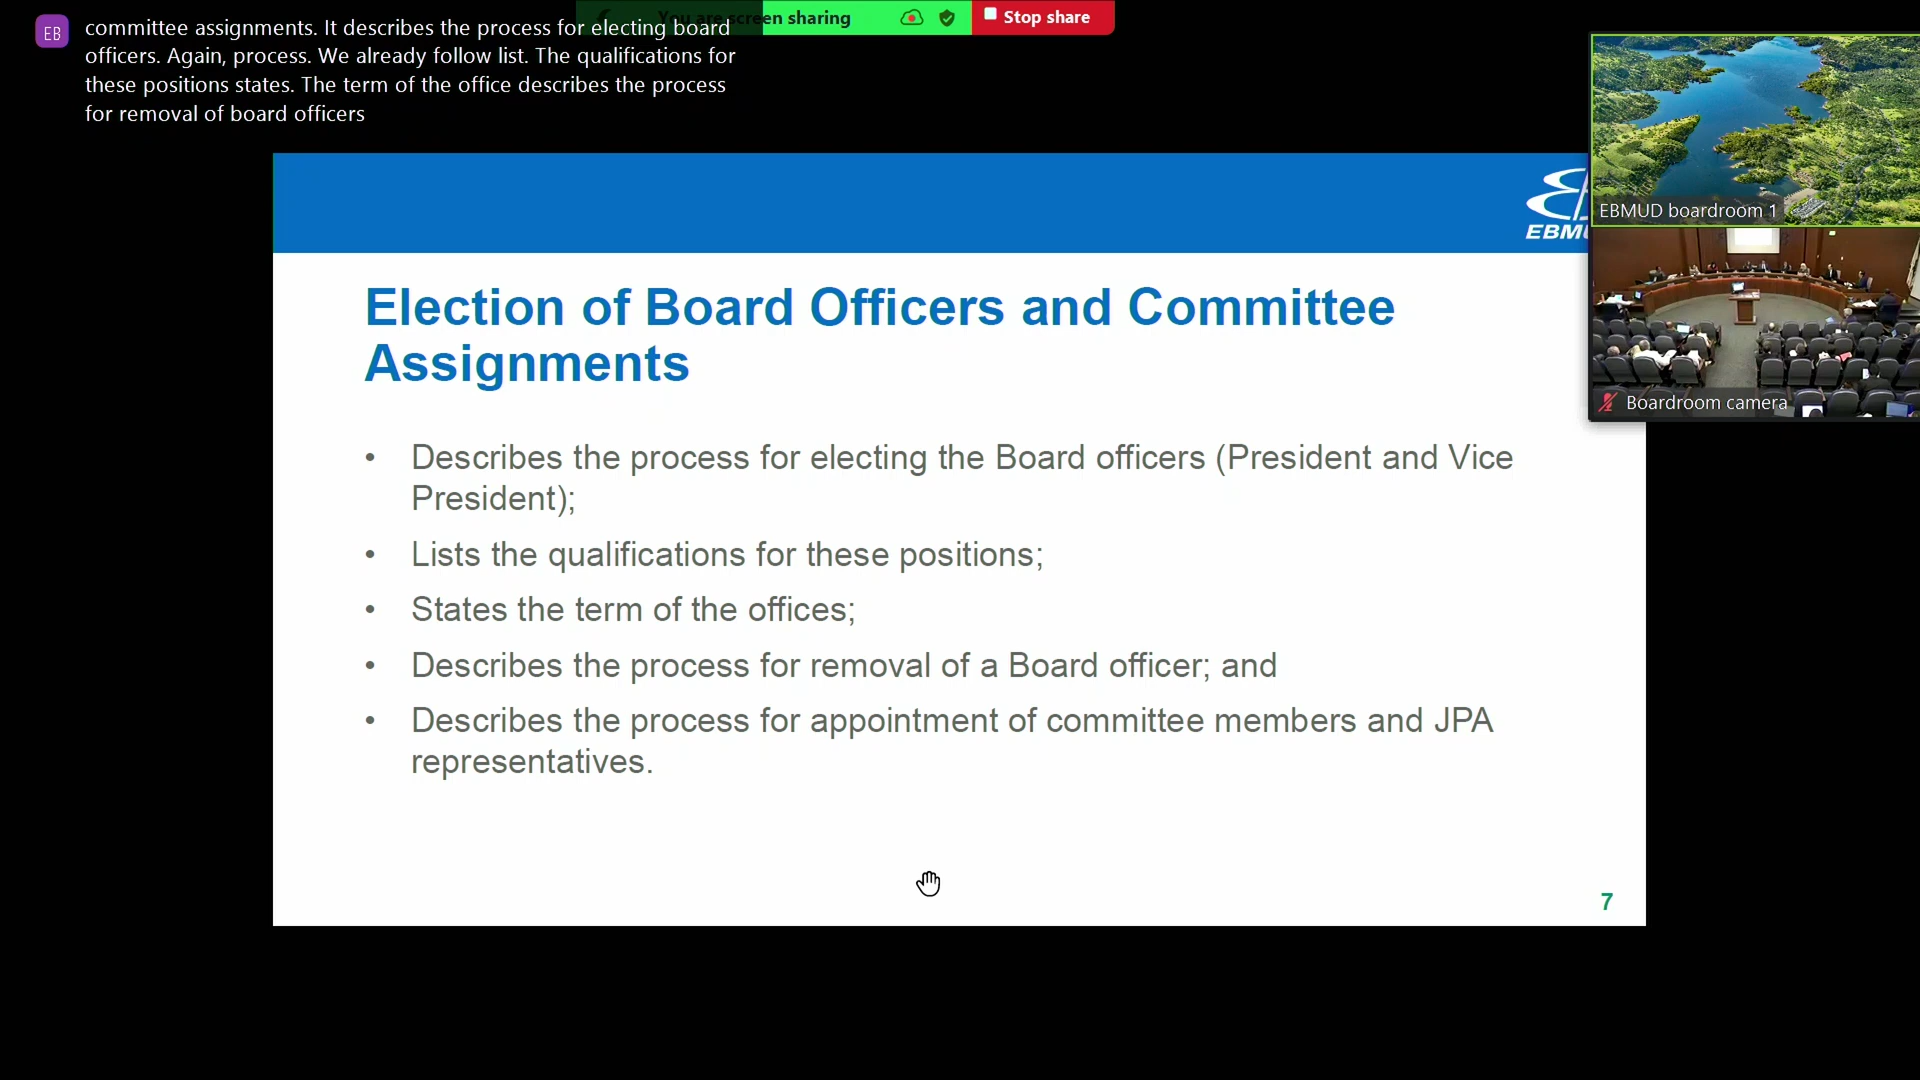 EB
committee assignments. It describes the process for electing board
officers. Again, process. We already follow list. The qualifications for
these positions states. The term of the office describes the process
for removal of board officers
You are screen sharing
Stop share
EBMUD boardroom 1
Boardroom camera
Election of Board Officers and Committee
Assignments
• Describes the process for electing the Board officers (President and Vice
President);
• Lists the qualifications for these positions;
• States the term of the offices;
• Describes the process for removal of a Board officer; and
• Describes the process for appointment of committee members and JPA
representatives.
7